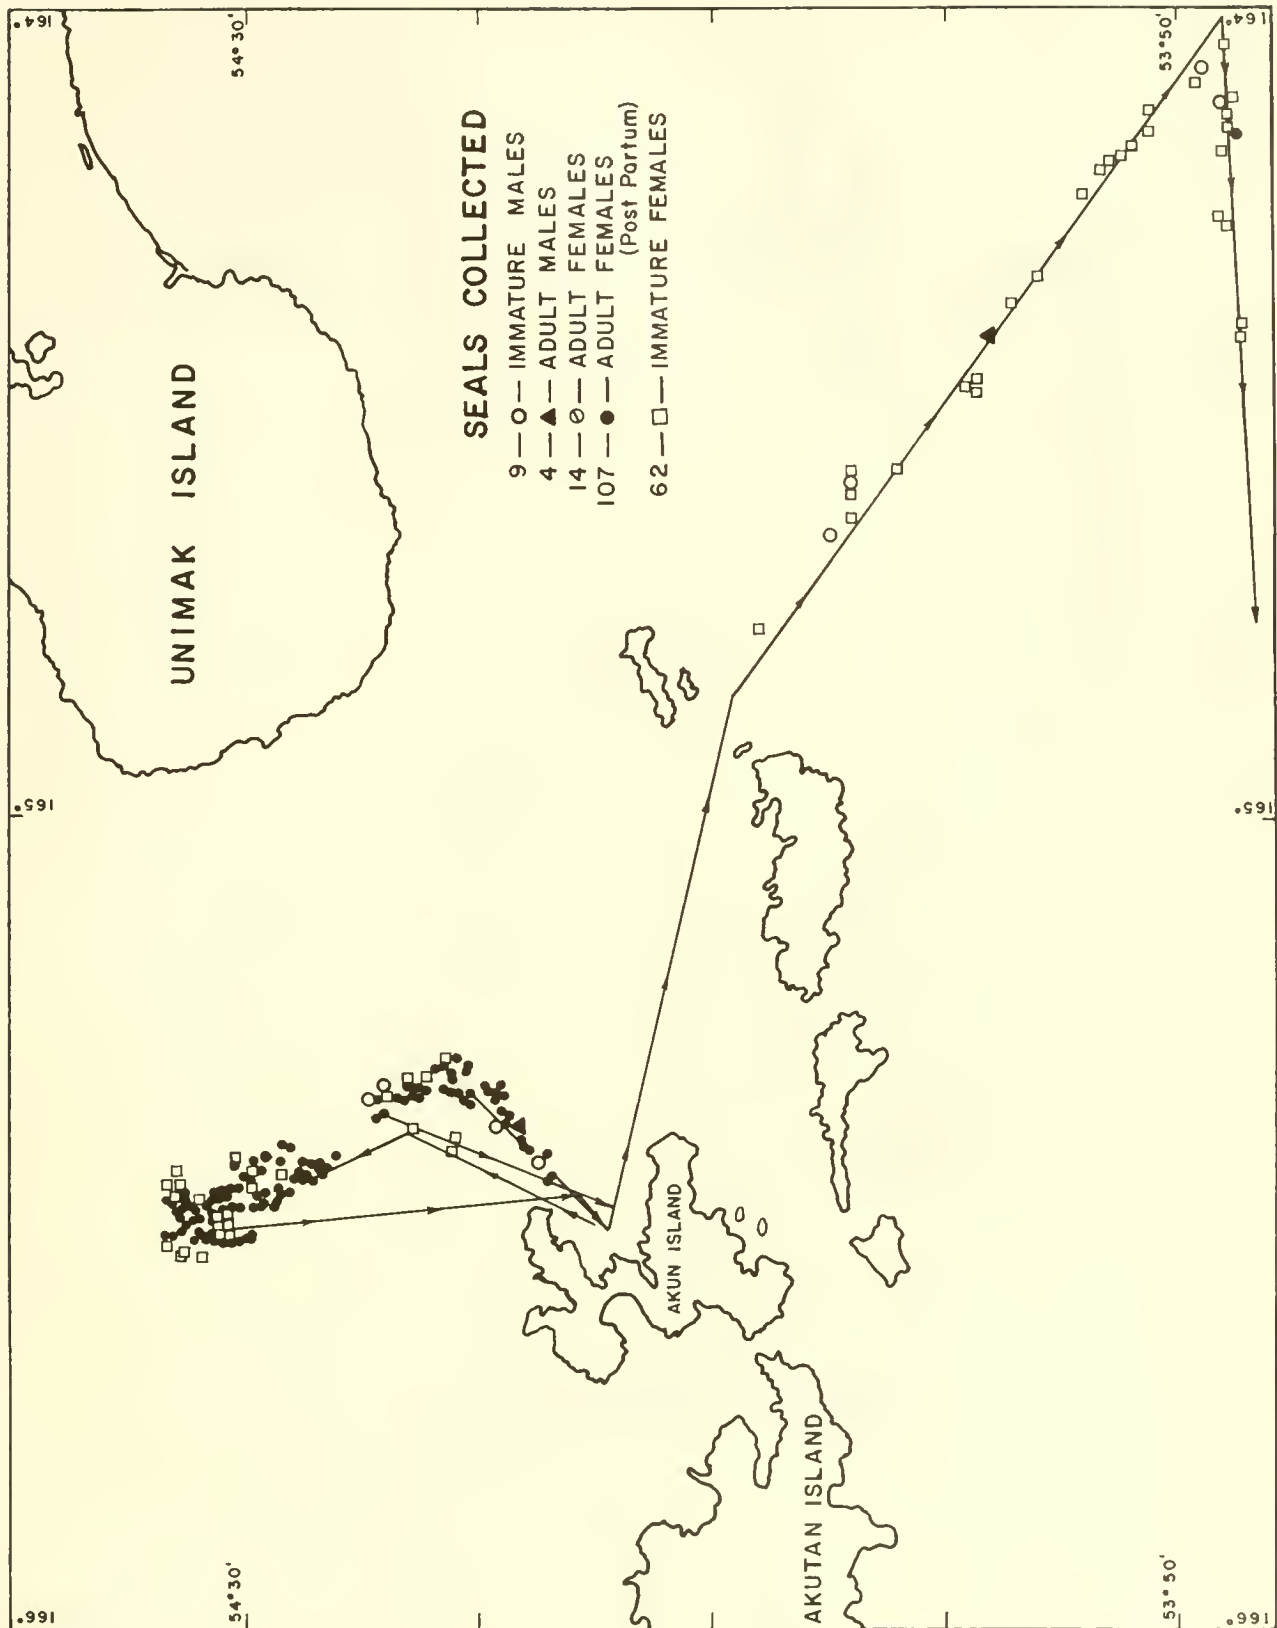 164°
54°30'
53°50'
164°
UNIMAK ISLAND
SEALS COLLECTED
9 — O — IMMATURE MALES
4 — ▲ — ADULT MALES
14 — ⊘ — ADULT FEMALES
107 — ● — ADULT FEMALES
(Post Partum)
62 — □ — IMMATURE FEMALES
165°
165°
AKUN ISLAND
AKUTAN ISLAND
166°
54°30'
53°50'
166°